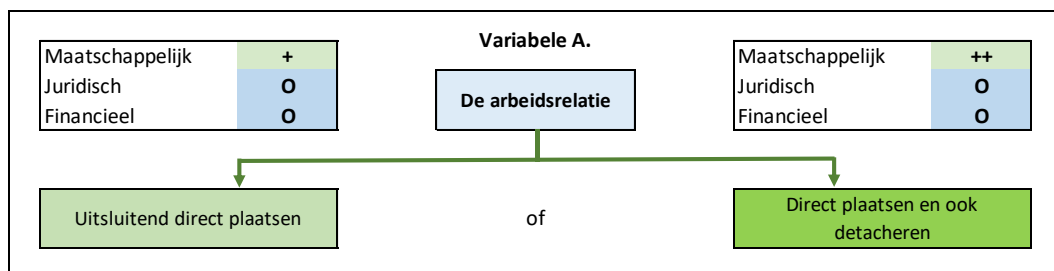 Variabele A.
Maatschappelijk +
Juridisch O
Financieel O
De arbeidsrelatie
Maatschappelijk ++
Juridisch O
Financieel O
Uitsluitend direct plaatsen
of
Direct plaatsen en ook
detacheren